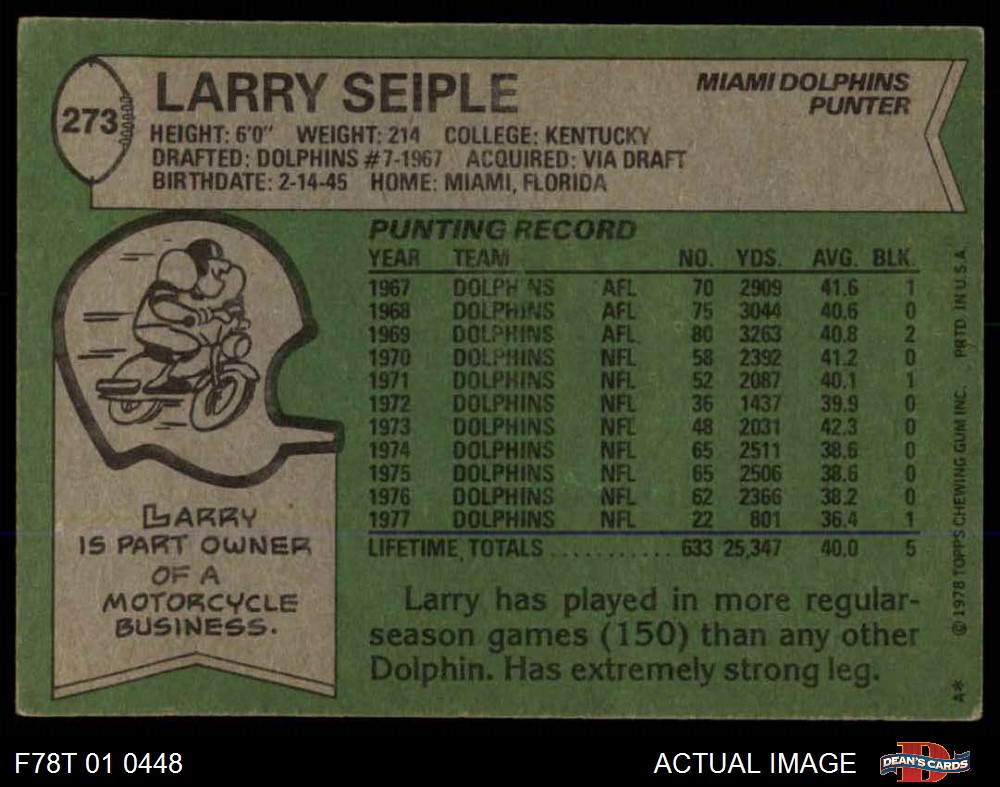 273
LARRY SEIPLE
MIAMI DOLPHINS
PUNTER
HEIGHT: 6'0" WEIGHT: 214 COLLEGE: KENTUCKY
DRAFTED: DOLPHINS #7-1967 ACQUIRED: VIA DRAFT
BIRTHDATE: 2-14-45 HOME: MIAMI, FLORIDA
PUNTING RECORD
YEAR TEAM NO. YDS. AVG. BLK.
1967 DOLPHINS AFL 70 2909 41.6 1
1968 DOLPHINS AFL 75 3044 40.6 0
1969 DOLPHINS AFL 80 3263 40.8 2
1970 DOLPHINS NFL 58 2392 41.2 0
1971 DOLPHINS NFL 52 2087 40.1 1
1972 DOLPHINS NFL 36 1437 39.9 0
1973 DOLPHINS NFL 48 2031 42.3 0
1974 DOLPHINS NFL 65 2511 38.6 0
1975 DOLPHINS NFL 65 2506 38.6 0
1976 DOLPHINS NFL 62 2366 38.2 0
1977 DOLPHINS NFL 22 801 36.4 1
LIFETIME TOTALS ........... 633 25,347 40.0 5
LARRY
IS PART OWNER
OF A
MOTORCYCLE
BUSINESS.
Larry has played in more regular-
season games (150) than any other
Dolphin. Has extremely strong leg.
A* © 1978 TOPPS CHEWING GUM INC. PRTD. IN U.S.A.
F78T 01 0448
ACTUAL IMAGE
D
DEAN'S CARDS